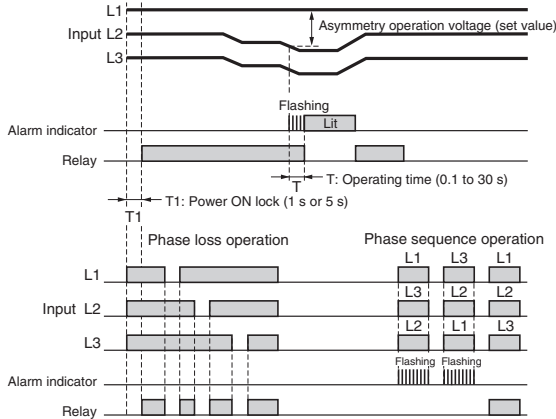 L1
Asymmetry operation voltage (set value)
Input L2
L3
Flashing
Lit
Alarm indicator
Relay
T
T: Operating time (0.1 to 30 s)
T1: Power ON lock (1 s or 5 s)
T1
Phase loss operation
Phase sequence operation
L1 L3 L1
L1
L3 L2 L2
Input L2
L2 L1 L3
L3
Flashing Flashing
Alarm indicator
Relay